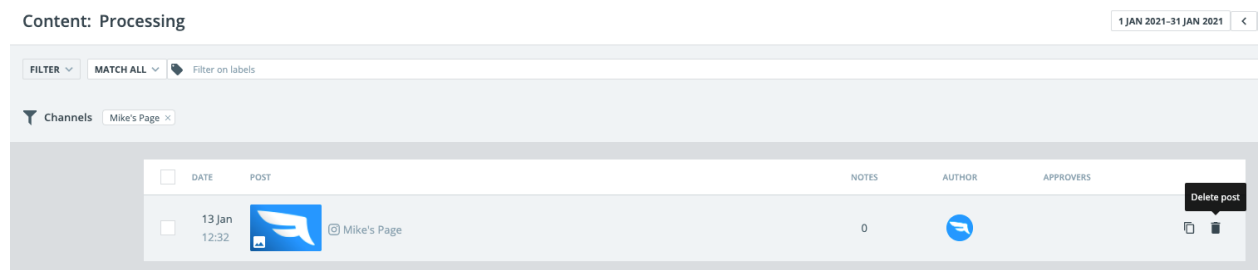 Content: Processing
1 JAN 2021–31 JAN 2021
FILTER MATCH ALL Filter on labels
Channels Mike's Page ×
DATE POST NOTES AUTHOR APPROVERS
Delete post
13 Jan
12:32
Mike's Page
0